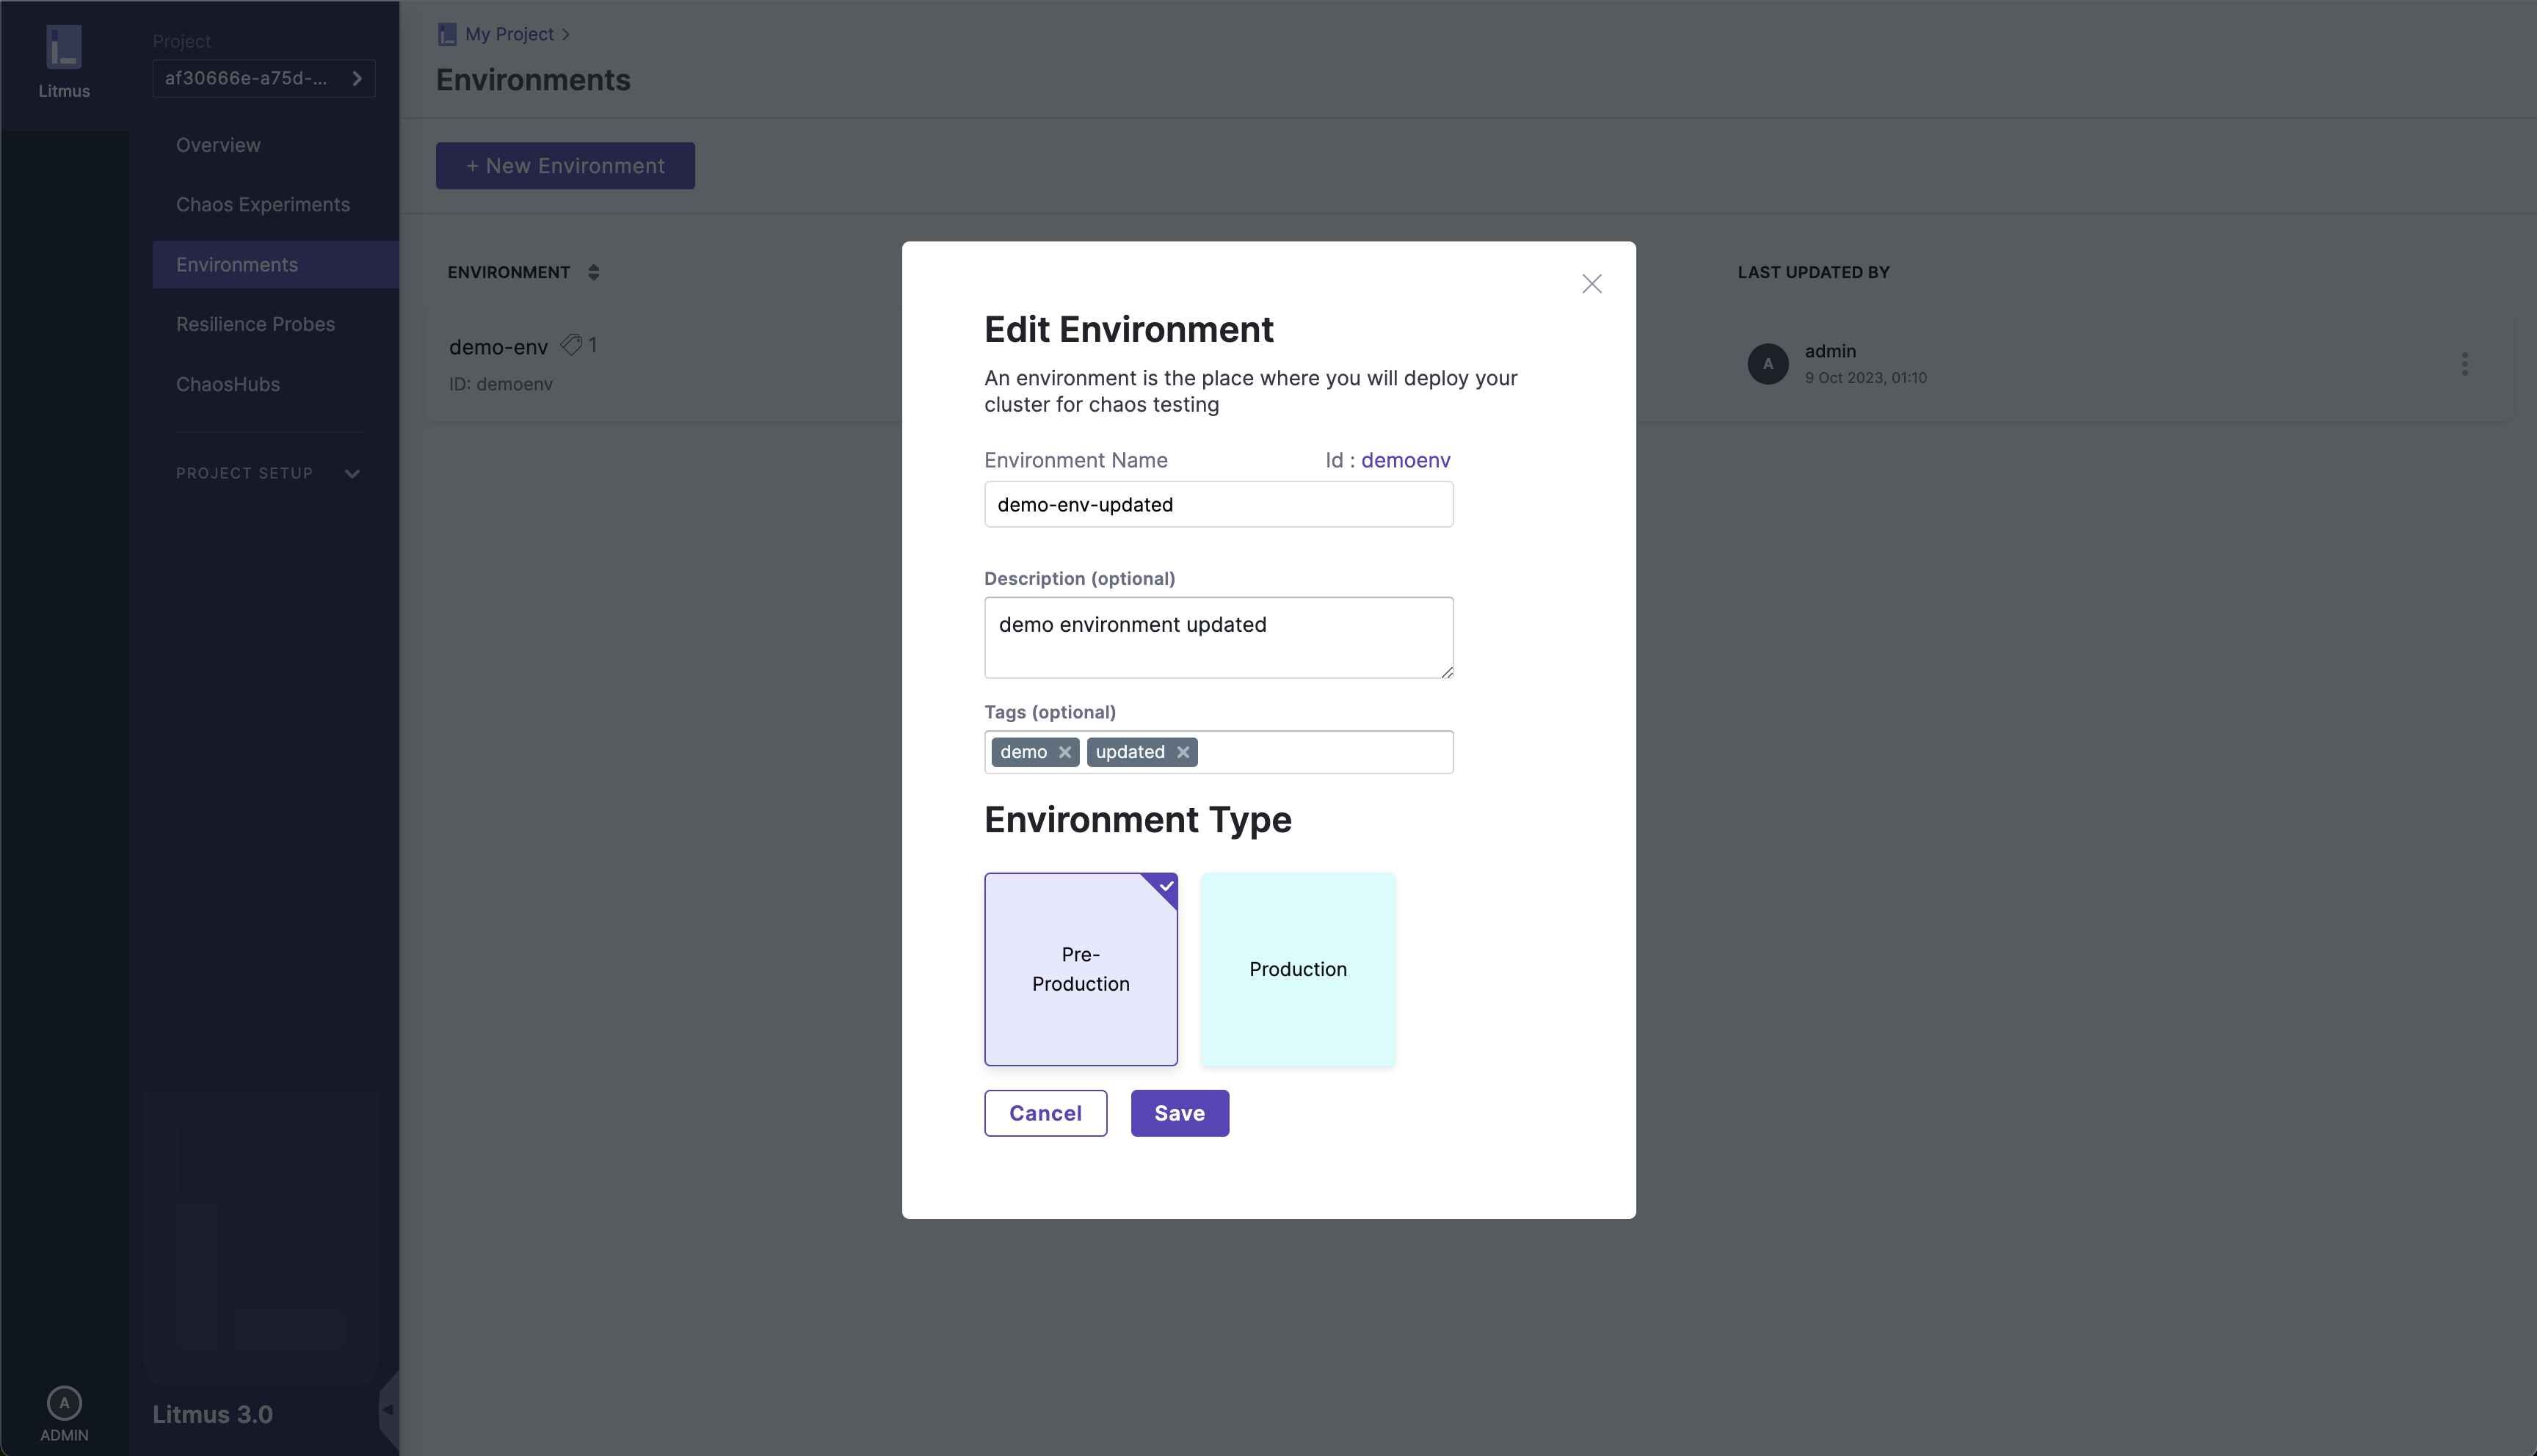 Litmus
Project
af30666e-a75d-...
Overview
Chaos Experiments
Environments
Resilience Probes
ChaosHubs
PROJECT SETUP
Litmus 3.0
A
ADMIN
My Project
Environments
+ New Environment
ENVIRONMENT
LAST UPDATED BY
demo-env 1
ID: demoenv
A
admin
9 Oct 2023, 01:10
Edit Environment
An environment is the place where you will deploy your
cluster for chaos testing
Environment Name Id : demoenv
demo-env-updated
Description (optional)
demo environment updated
Tags (optional)
demo updated
Environment Type
Pre-
Production
Production
Cancel Save